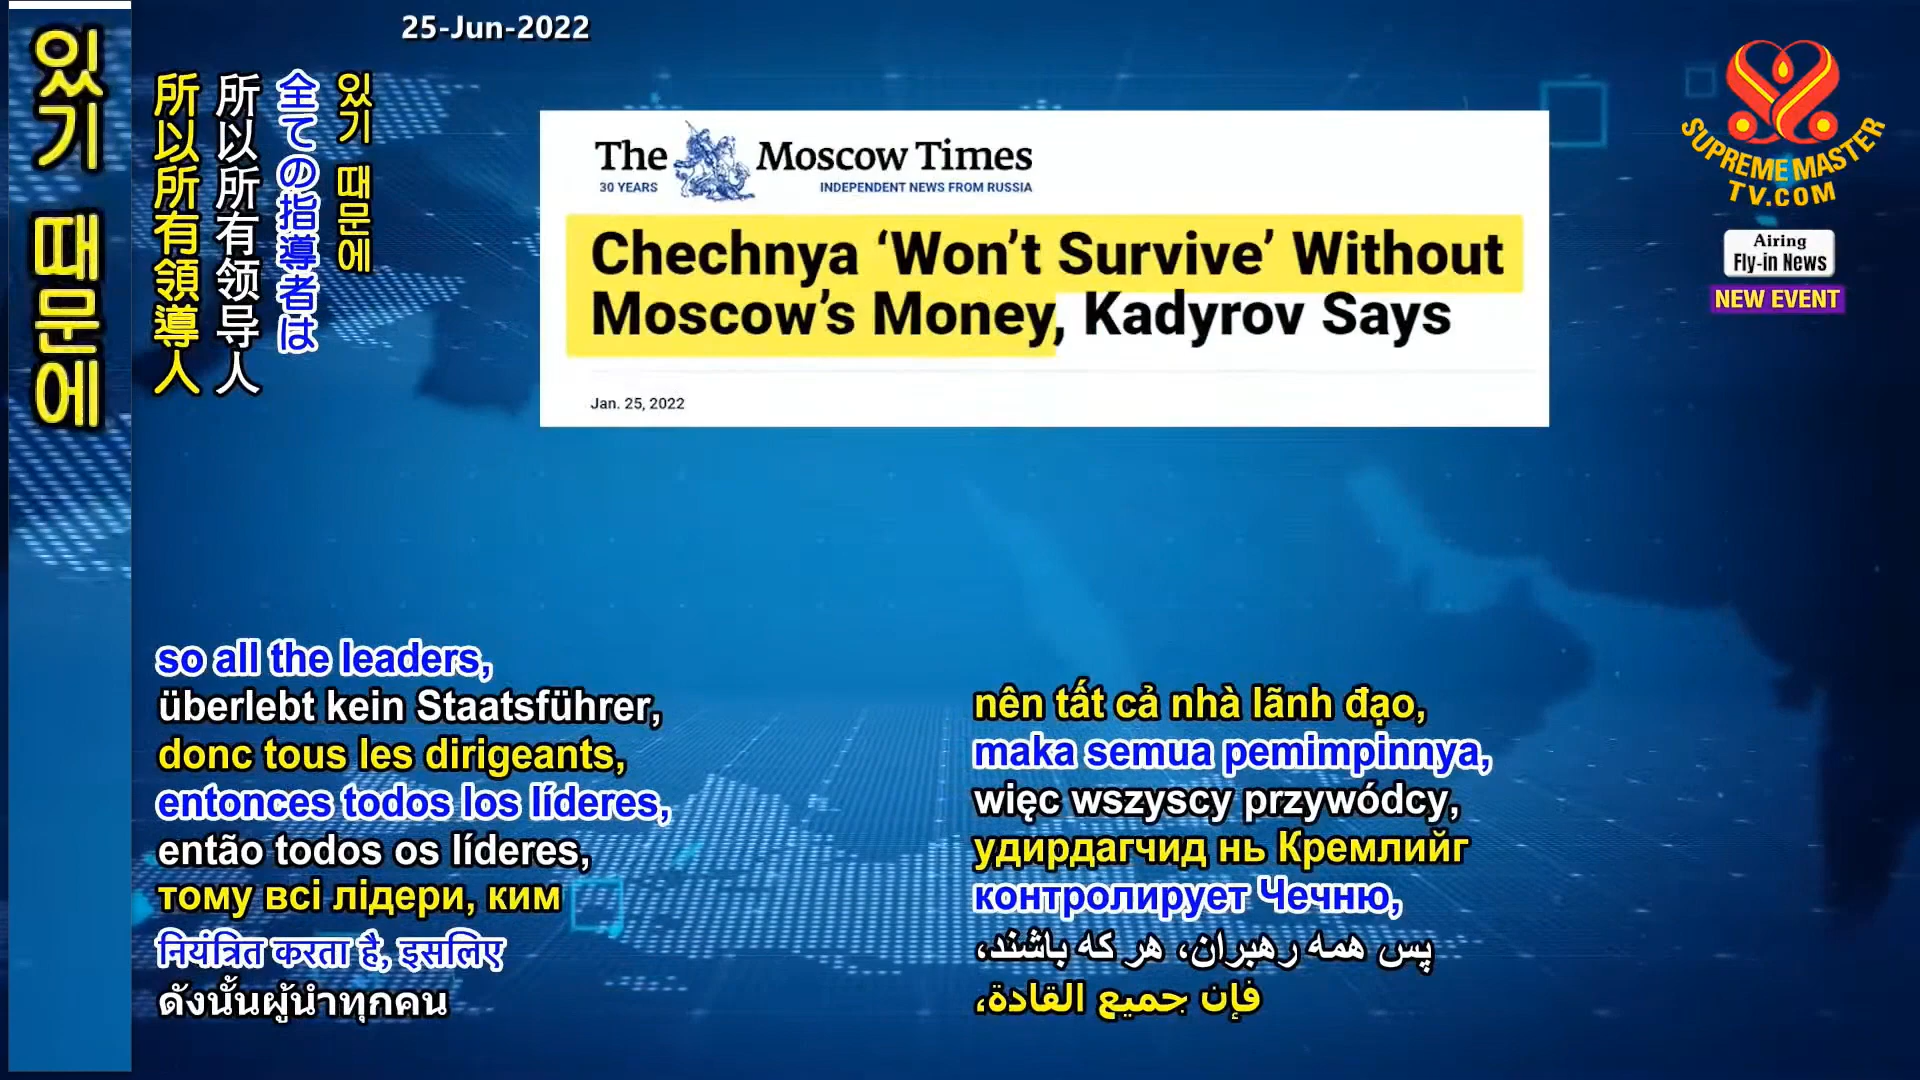 있기 때문에
25-Jun-2022
所以所有領導人
所以所有领导人
全ての指導者は
있기 때문에
The Moscow Times
30 YEARS
INDEPENDENT NEWS FROM RUSSIA
Chechnya ‘Won’t Survive’ Without
Moscow’s Money, Kadyrov Says
Jan. 25, 2022
SUPREME MASTER
TV.COM
Airing
Fly-in News
NEW EVENT
so all the leaders,
überlebt kein Staatsführer,
donc tous les dirigeants,
entonces todos los líderes,
então todos os líderes,
тому всі лідери, ким
नियंत्रित करता है, इसलिए
ดังนั้นผู้นำทุกคน
nên tất cả nhà lãnh đạo,
maka semua pemimpinnya,
więc wszyscy przywódcy,
удирдагчид нь Кремлийг
контролирует Чечню,
پس همه رهبران، هر که باشند،
فإن جميع القادة،